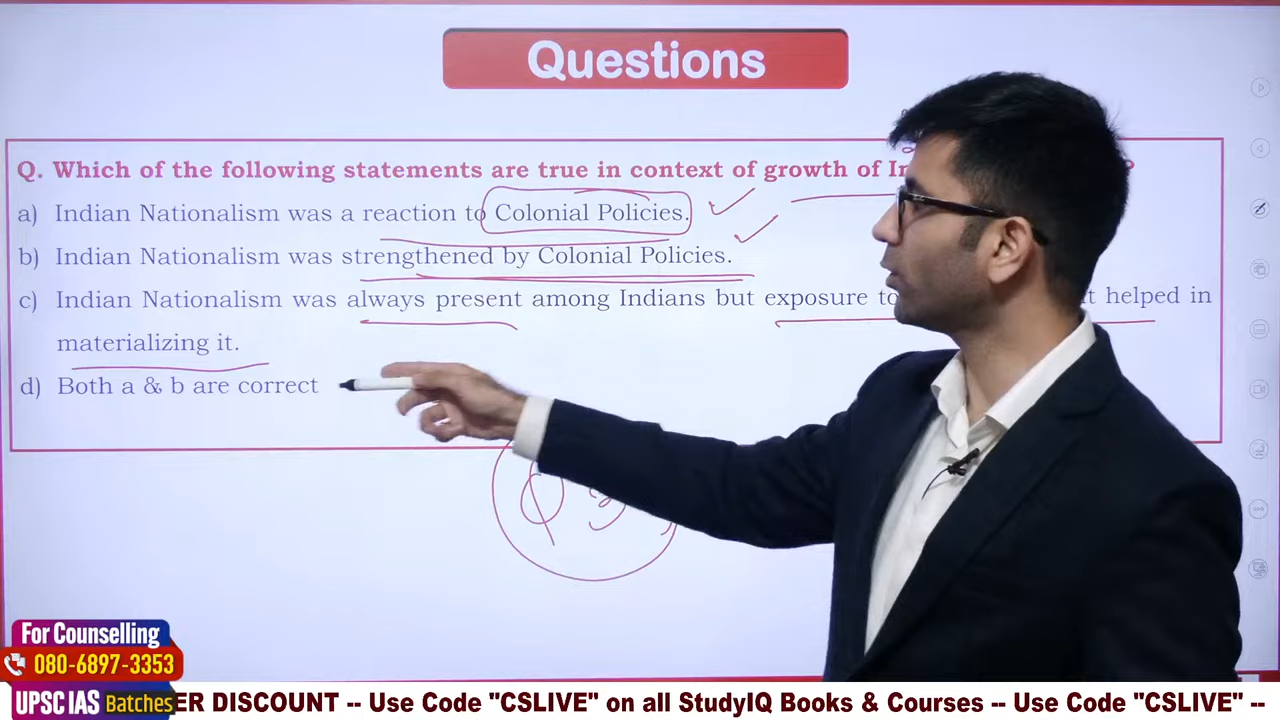 Questions
Q. Which of the following statements are true in context of growth of In ?
a) Indian Nationalism was a reaction to Colonial Policies.
b) Indian Nationalism was strengthened by Colonial Policies.
c) Indian Nationalism was always present among Indians but exposure to t helped in
materializing it.
d) Both a & b are correct
For Counselling
080-6897-3353
UPSC IAS Batches
ER DISCOUNT -- Use Code "CSLIVE" on all StudyIQ Books & Courses -- Use Code "CSLIVE" --